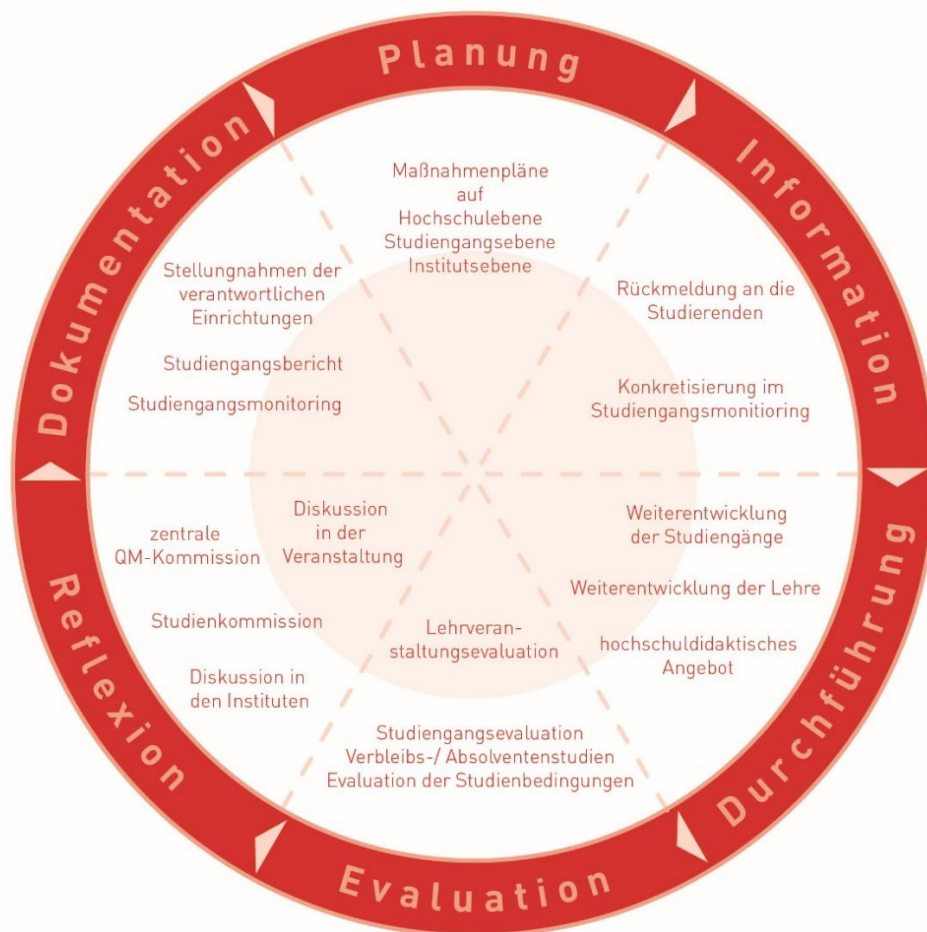 Planung
Information
Durchführung
Evaluation
Reflexion
Dokumentation
Maßnahmenpläne
auf
Hochschulebene
Studiengangsebene
Institutsebene
Rückmeldung an die
Studierenden
Konkretisierung im
Studiengangsmonitioring
Weiterentwicklung
der Studiengänge
Weiterentwicklung der Lehre
hochschuldidaktisches
Angebot
Lehrveran-
staltungsevaluation
Studiengangsevaluation
Verbleibs-/ Absolventenstudien
Evaluation der Studienbedingungen
Diskussion
in der
Veranstaltung
zentrale
QM-Kommission
Studienkommission
Diskussion in
den Instituten
Stellungnahmen der
verantwortlichen
Einrichtungen
Studiengangsbericht
Studiengangsmonitoring